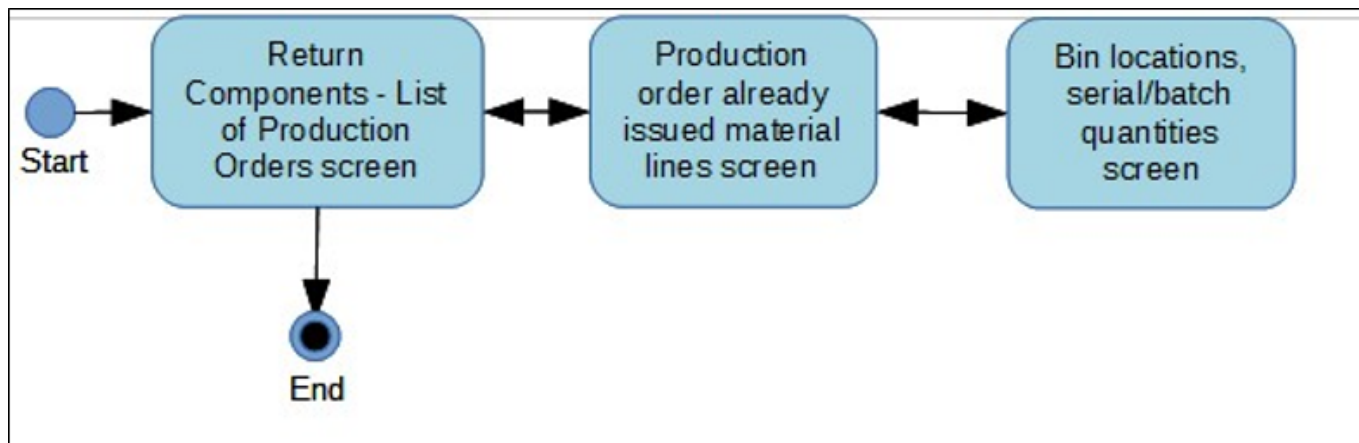 Start
Return
Components - List
of Production
Orders screen
Production
order already
issued material
lines screen
Bin locations,
serial/batch
quantities
screen
End